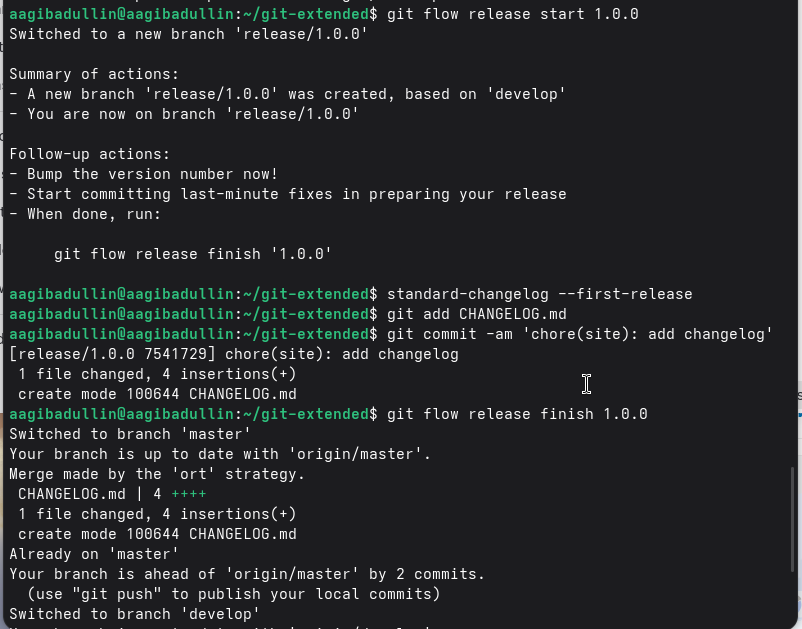 aagibadullin@aagibadullin:~/git-extended$ git flow release start 1.0.0
Switched to a new branch 'release/1.0.0'
Summary of actions:
- A new branch 'release/1.0.0' was created, based on 'develop'
- You are now on branch 'release/1.0.0'
Follow-up actions:
- Bump the version number now!
- Start committing last-minute fixes in preparing your release
- When done, run:
git flow release finish '1.0.0'
aagibadullin@aagibadullin:~/git-extended$ standard-changelog --first-release
aagibadullin@aagibadullin:~/git-extended$ git add CHANGELOG.md
aagibadullin@aagibadullin:~/git-extended$ git commit -am 'chore(site): add changelog'
[release/1.0.0 7541729] chore(site): add changelog
1 file changed, 4 insertions(+)
create mode 100644 CHANGELOG.md
aagibadullin@aagibadullin:~/git-extended$ git flow release finish 1.0.0
Switched to branch 'master'
Your branch is up to date with 'origin/master'.
Merge made by the 'ort' strategy.
CHANGELOG.md | 4 ++++
1 file changed, 4 insertions(+)
create mode 100644 CHANGELOG.md
Already on 'master'
Your branch is ahead of 'origin/master' by 2 commits.
(use "git push" to publish your local commits)
Switched to branch 'develop'